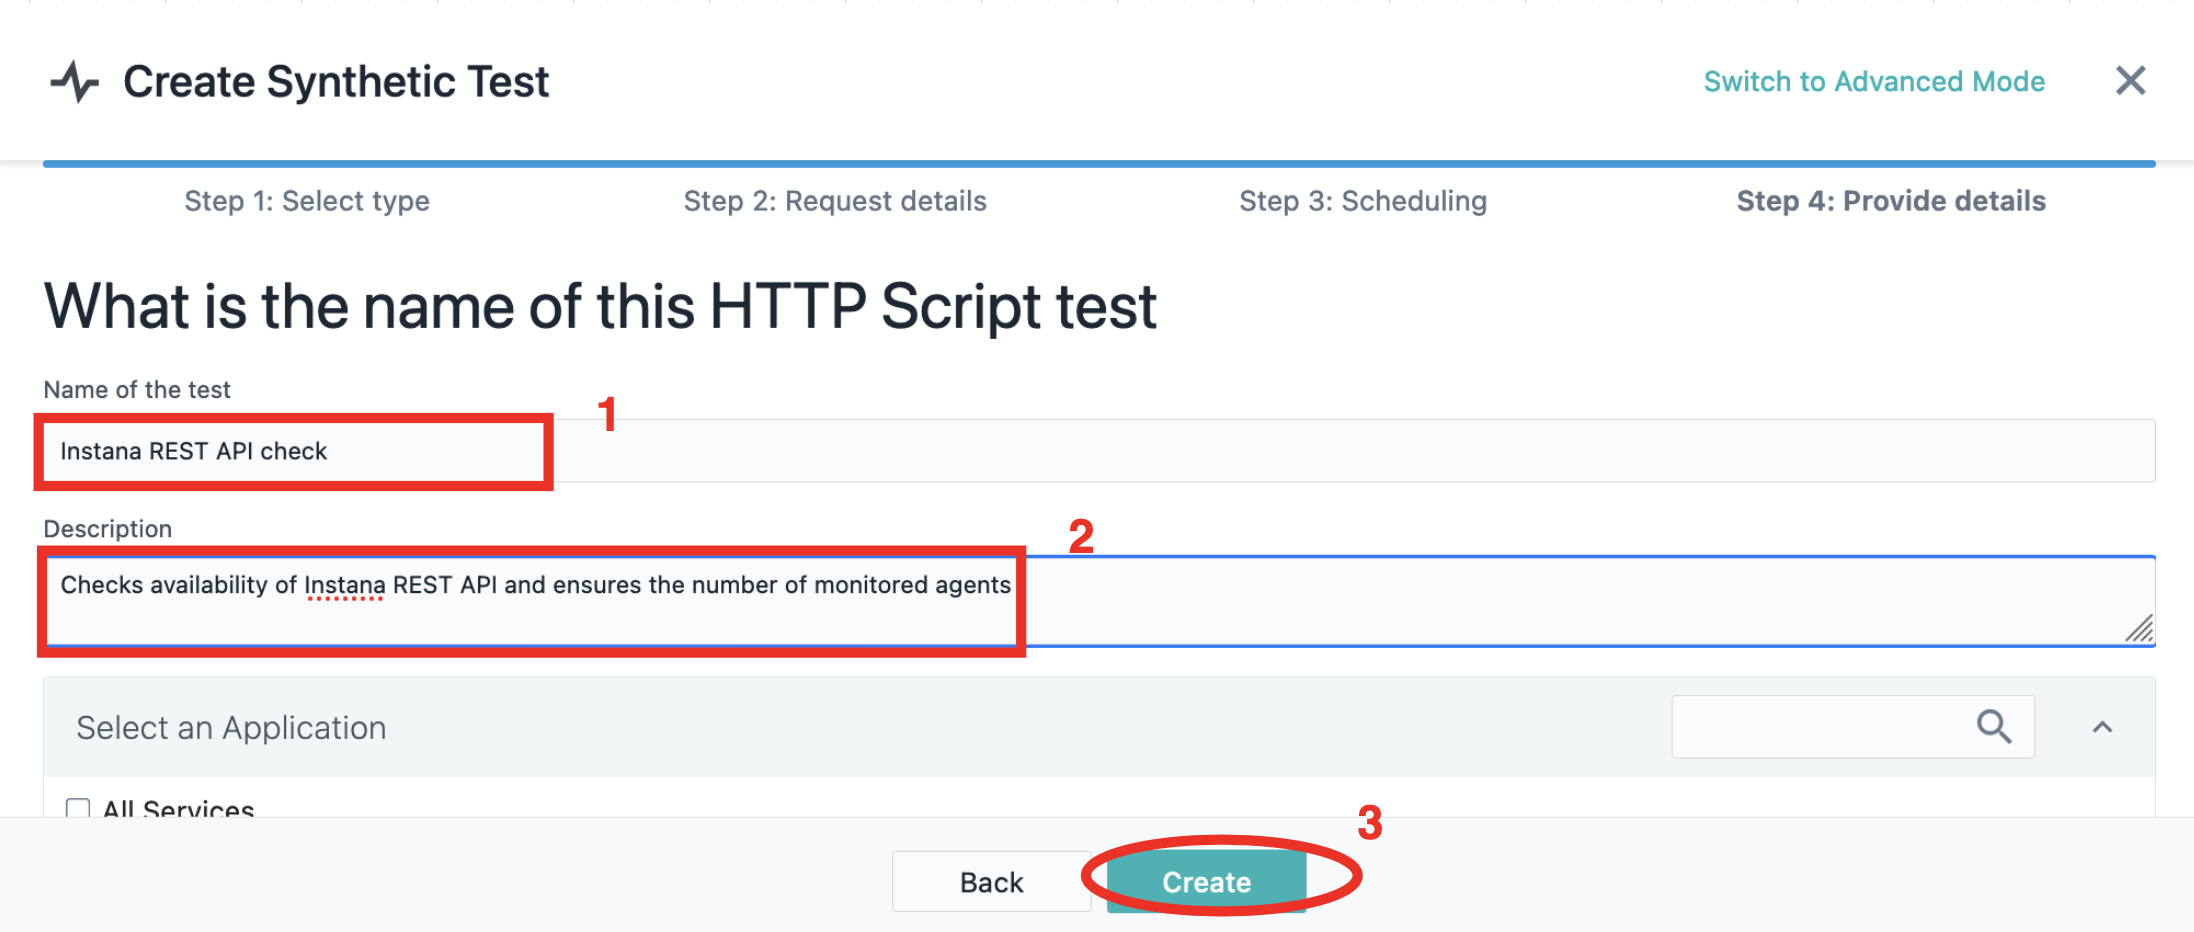 Create Synthetic Test
Switch to Advanced Mode
Step 1: Select type
Step 2: Request details
Step 3: Scheduling
Step 4: Provide details
What is the name of this HTTP Script test
Name of the test
1
Instana REST API check
Description
2
Checks availability of Instana REST API and ensures the number of monitored agents
Select an Application
All Services
3
Back
Create